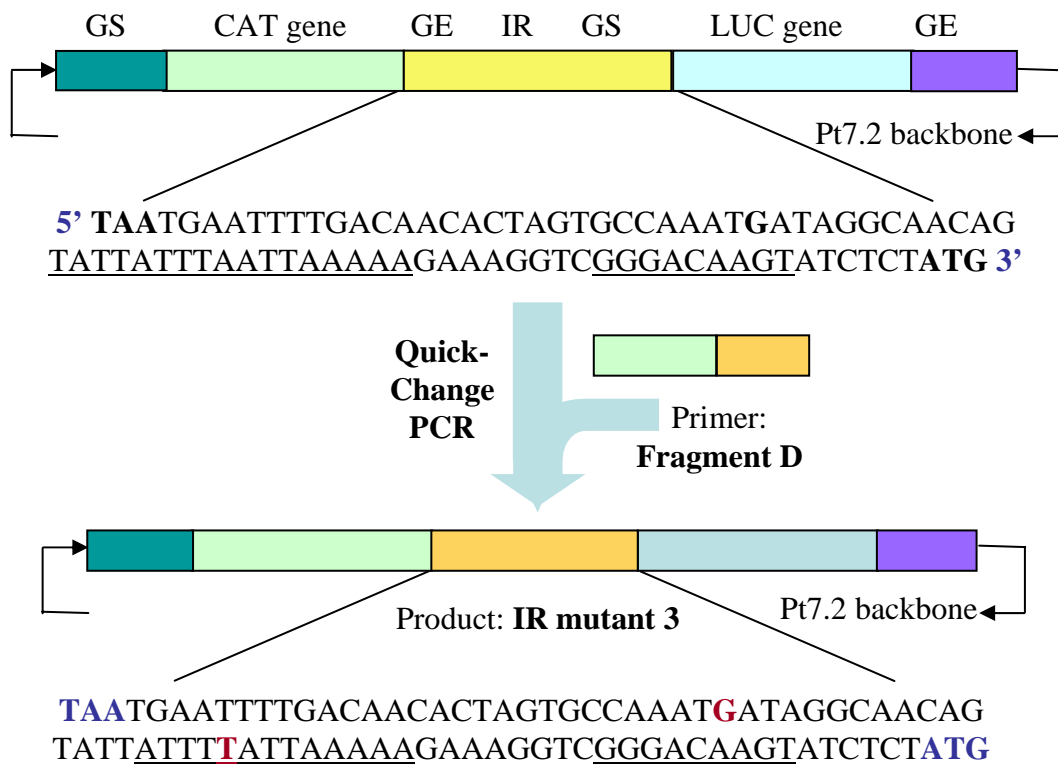 GS CAT gene GE IR GS LUC gene GE
Pt7.2 backbone
5’ TAATGAATTTTGACAACACTAGTGCCAAATGATAGGCAACAG
TATTATTTAATTAAAAAGAAAGGTCGGGACAAGTATCTCTATG 3’
Quick-
Change
PCR
Primer:
Fragment D
Pt7.2 backbone
Product: IR mutant 3
TAATGAATTTTGACAACACTAGTGCCAAATGATAGGCAACAG
TATTATTTTATTAAAAAGAAAGGTCGGGACAAGTATCTCTATG